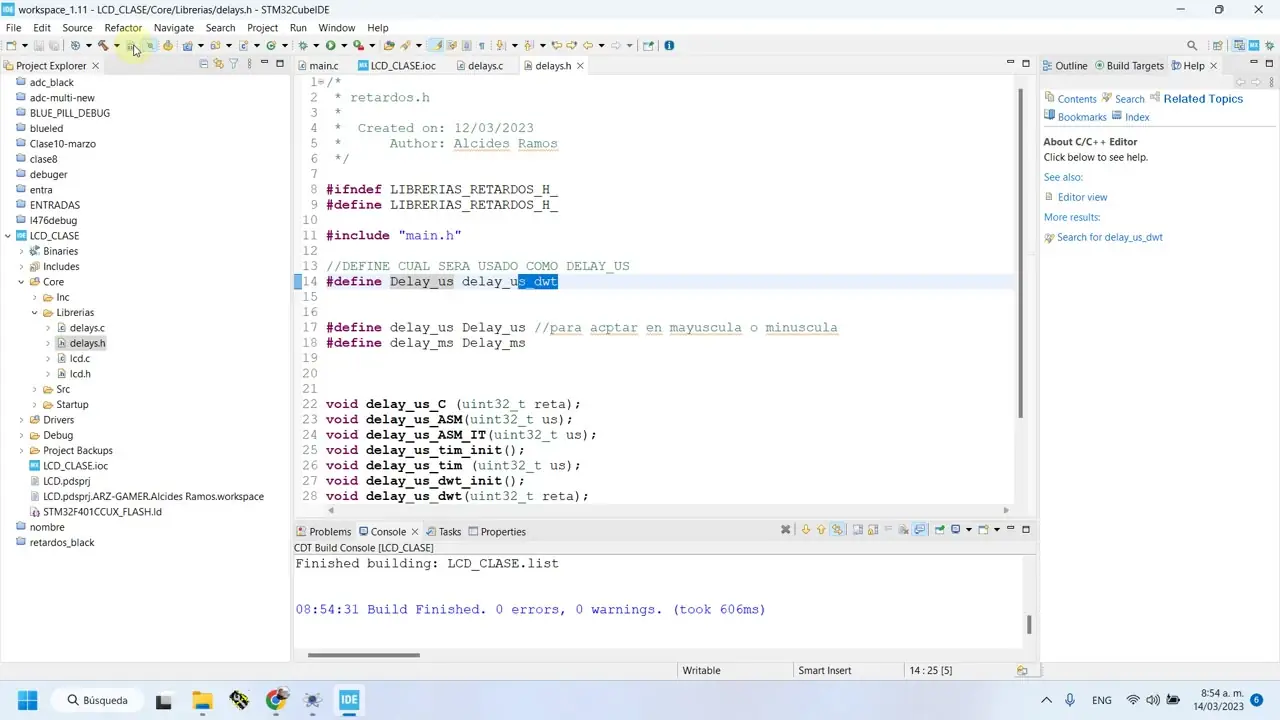 workspace_1.11 - LCD_CLASE/Core/Librerias/delays.h - STM32CubeIDE
File Edit Source Refactor Navigate Search Project Run Window Help
Project Explorer
adc_black
adc-multi-new
BLUE_PILL_DEBUG
blueled
Clase10-marzo
clase8
debuger
entra
ENTRADAS
l476debug
LCD_CLASE
Binaries
Includes
Core
Inc
Librerias
delays.c
delays.h
lcd.c
lcd.h
Src
Startup
Drivers
Debug
Project Backups
LCD_CLASE.ioc
LCD.pdsprj
LCD.pdsprj.ARZ-GAMER.Alcides Ramos.workspace
STM32F401CCUX_FLASH.ld
nombre
retardos_black
main.c LCD_CLASE.ioc delays.c delays.h
1 /*
2 * retardos.h
3 *
4 * Created on: 12/03/2023
5 * Author: Alcides Ramos
6 */
7
8 #ifndef LIBRERIAS_RETARDOS_H_
9 #define LIBRERIAS_RETARDOS_H_
10
11 #include "main.h"
12
13 //DEFINE CUAL SERA USADO COMO DELAY_US
14 #define Delay_us delay_us_dwt
15
16
17 #define delay_us Delay_us //para acptar en mayuscula o minuscula
18 #define delay_ms Delay_ms
19
20
21
22 void delay_us_C (uint32_t reta);
23 void delay_us_ASM(uint32_t us);
24 void delay_us_ASM_IT(uint32_t us);
25 void delay_us_tim_init();
26 void delay_us_tim (uint32_t us);
27 void delay_us_dwt_init();
28 void delay_us_dwt(uint32_t reta);
Problems Console Tasks Properties
CDT Build Console [LCD_CLASE]
Finished building: LCD_CLASE.list
08:54:31 Build Finished. 0 errors, 0 warnings. (took 606ms)
Outline Build Targets Help
Contents Search Related Topics
Bookmarks Index
About C/C++ Editor
Click below to see help.
See also:
Editor view
More results:
Search for delay_us_dwt
Writable Smart Insert 14 : 25 [5]
Búsqueda
IDE
ENG
8:54 a. m.
14/03/2023
6